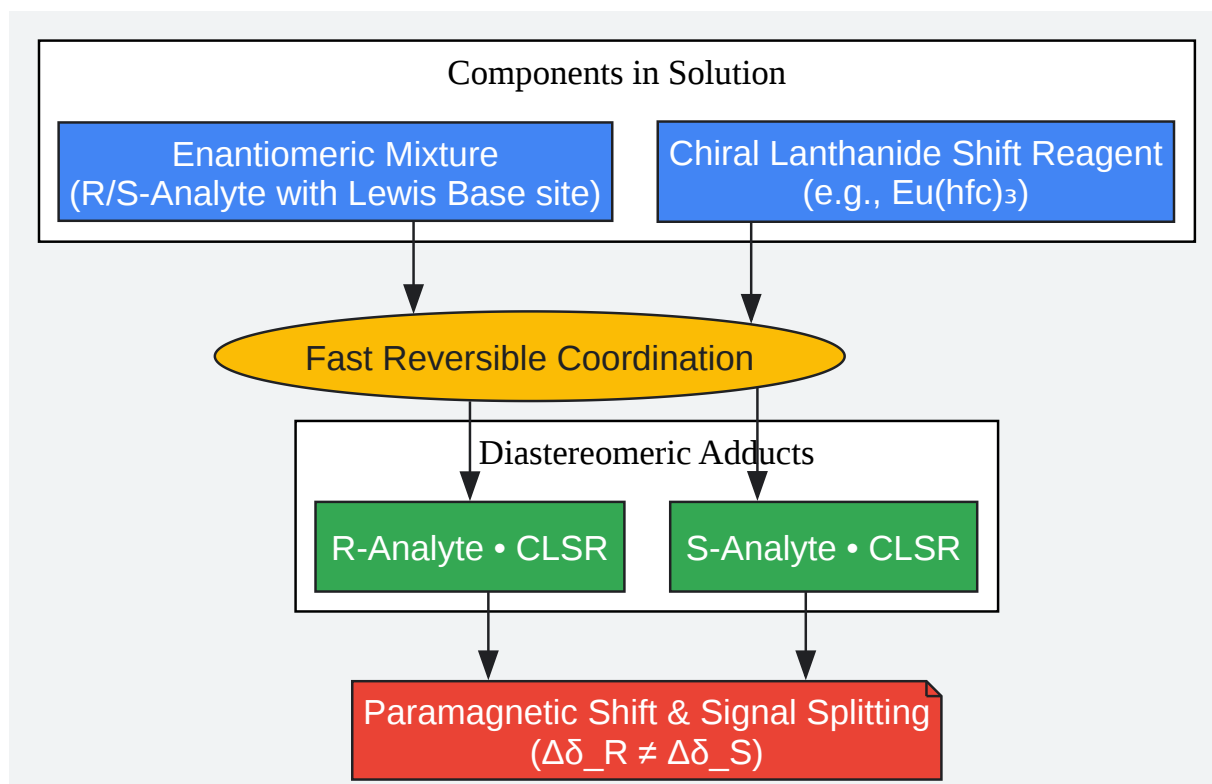 Components in Solution
Enantiomeric Mixture
(R/S-Analyte with Lewis Base site)
Chiral Lanthanide Shift Reagent
(e.g., Eu(hfc)₃)
Fast Reversible Coordination
Diastereomeric Adducts
R-Analyte • CLSR
S-Analyte • CLSR
Paramagnetic Shift & Signal Splitting
(Δδ_R ≠ Δδ_S)